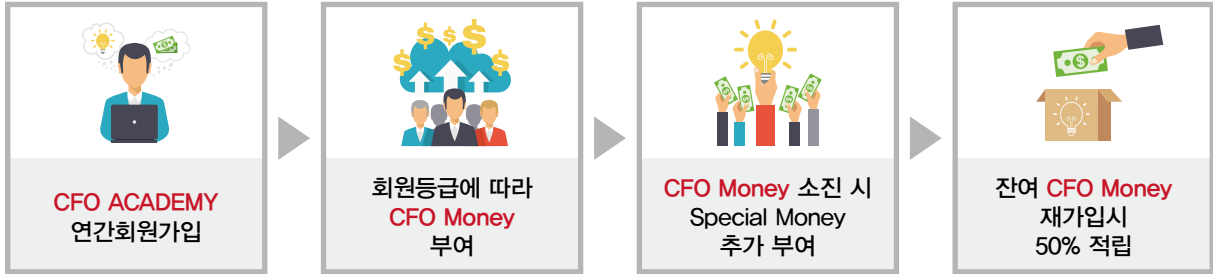 CFO ACADEMY
연간회원가입
회원등급에 따라
CFO Money
부여
CFO Money 소진 시
Special Money
추가 부여
잔여 CFO Money
재가입시
50% 적립